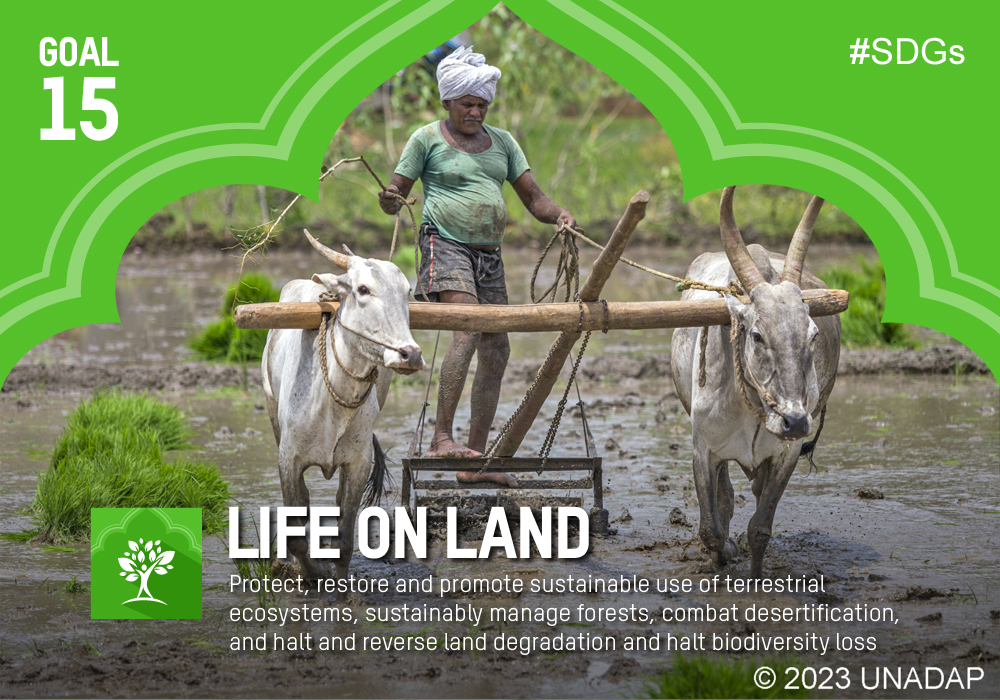 GOAL
15
#SDGs
LIFE ON LAND
Protect, restore and promote sustainable use of terrestrial
ecosystems, sustainably manage forests, combat desertification,
and halt and reverse land degradation and halt biodiversity loss
© 2023 UNADAP